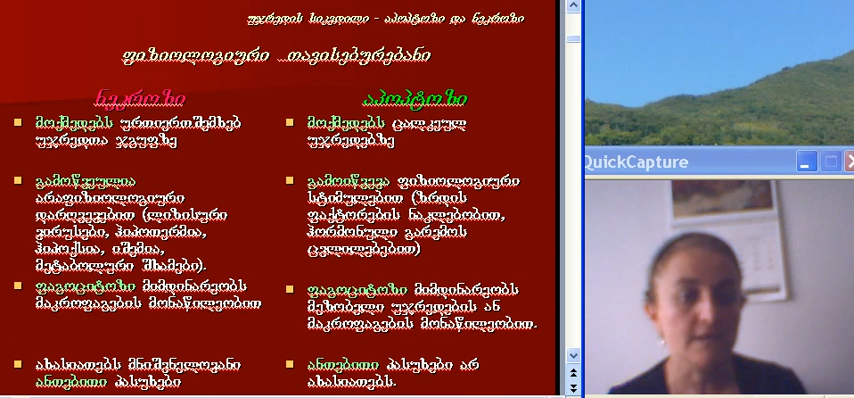 უჯრედის სიკვდილი - აპოპტოზი და ნეკროზი
ფიზიოლოგიური თავისებურებანი
ნეკროზი
მოქმედებს ურთიერთშემხებ
უჯრედთა ჯგუფზე
გამოწვეულია
არაფიზიოლოგიური
დარღვევებით (ლიზისური
ვირუსები, ჰიპოთერმია,
ჰიპოქსია, იშემია,
მეტაბოლური შხამები).
ფაგოციტოზი მიმდინარეობს
მაკროფაგების მონაწილეობით
ახასიათებს მნიშვნელოვანი
ანთებითი პასუხები
აპოპტოზი
მოქმედებს ცალკეულ
უჯრედებზე
გამოიწვევა ფიზიოლოგიური
სტიმულებით (ზრდის
ფაქტორების ნაკლებობით,
ჰორმონული გარემოს
ცვლილებებით)
ფაგოციტოზი მიმდინარეობს
მეზობელი უჯრედების ან
მაკროფაგების მონაწილეობით.
ანთებითი პასუხები არ
ახასიათებს.
QuickCapture